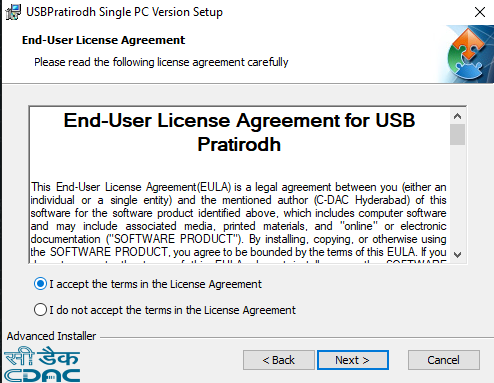 USBPratirodh Single PC Version Setup
End-User License Agreement
Please read the following license agreement carefully
End-User License Agreement for USB
Pratirodh
This End-User License Agreement(EULA) is a legal agreement between you (either an
individual or a single entity) and the mentioned author (C-DAC Hyderabad) of this
software for the software product identified above, which includes computer software
and may include associated media, printed materials, and "online" or electronic
documentation ("SOFTWARE PRODUCT"). By installing, copying, or otherwise using
the SOFTWARE PRODUCT, you agree to be bound by the terms of this EULA. If you
I accept the terms in the License Agreement
I do not accept the terms in the License Agreement
Advanced Installer
सी डैक
CDAC
< Back
Next >
Cancel